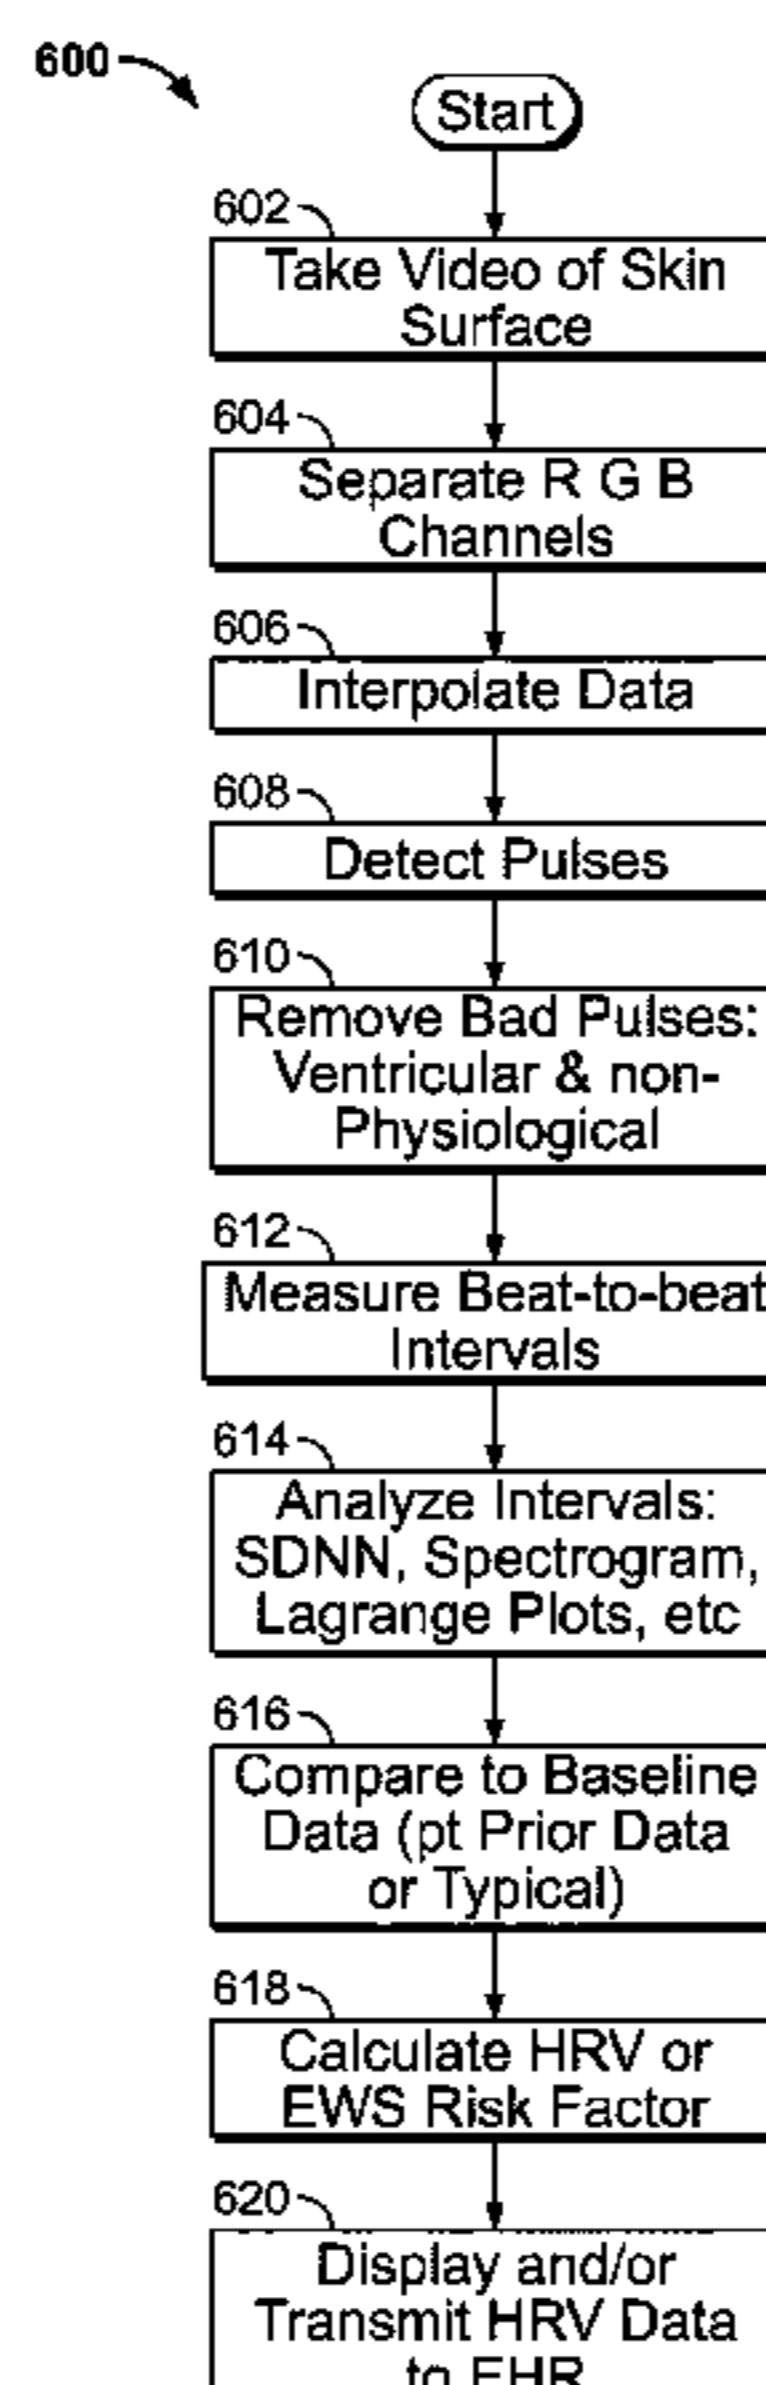 600
Start
602
Take Video of Skin
Surface
604
Separate R G B
Channels
606
Interpolate Data
608
Detect Pulses
610
Remove Bad Pulses:
Ventricular & non-
Physiological
612
Measure Beat-to-beat
Intervals
614
Analyze Intervals:
SDNN, Spectrogram,
Lagrange Plots, etc
616
Compare to Baseline
Data (pt Prior Data
or Typical)
618
Calculate HRV or
EWS Risk Factor
620
Display and/or
Transmit HRV Data
to EHR